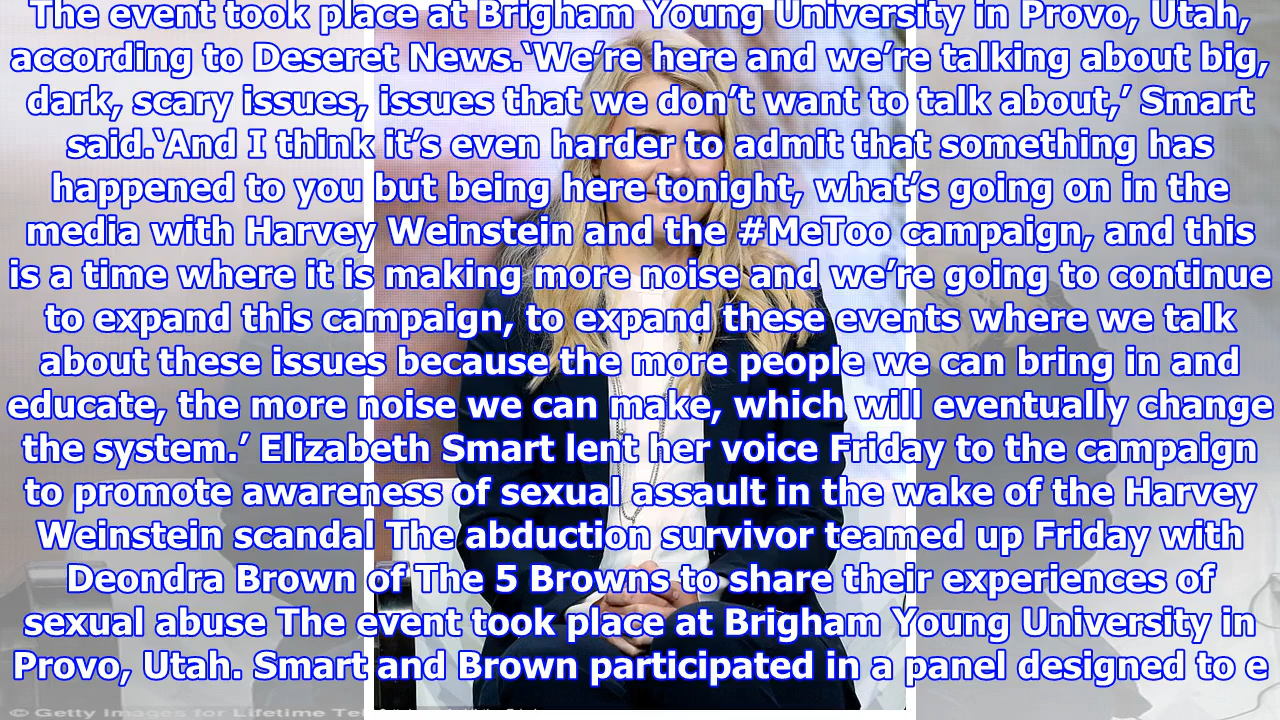 The event took place at Brigham Young University in Provo, Utah,
according to Deseret News.‘We’re here and we’re talking about big,
dark, scary issues, issues that we don’t want to talk about,’ Smart
said.‘And I think it’s even harder to admit that something has
happened to you but being here tonight, what’s going on in the
media with Harvey Weinstein and the #MeToo campaign, and this
is a time where it is making more noise and we’re going to continue
to expand this campaign, to expand these events where we talk
about these issues because the more people we can bring in and
educate, the more noise we can make, which will eventually change
the system.’ Elizabeth Smart lent her voice Friday to the campaign
to promote awareness of sexual assault in the wake of the Harvey
Weinstein scandal The abduction survivor teamed up Friday with
Deondra Brown of The 5 Browns to share their experiences of
sexual abuse The event took place at Brigham Young University in
Provo, Utah. Smart and Brown participated in a panel designed to e
© Getty Images for Lifetime Te